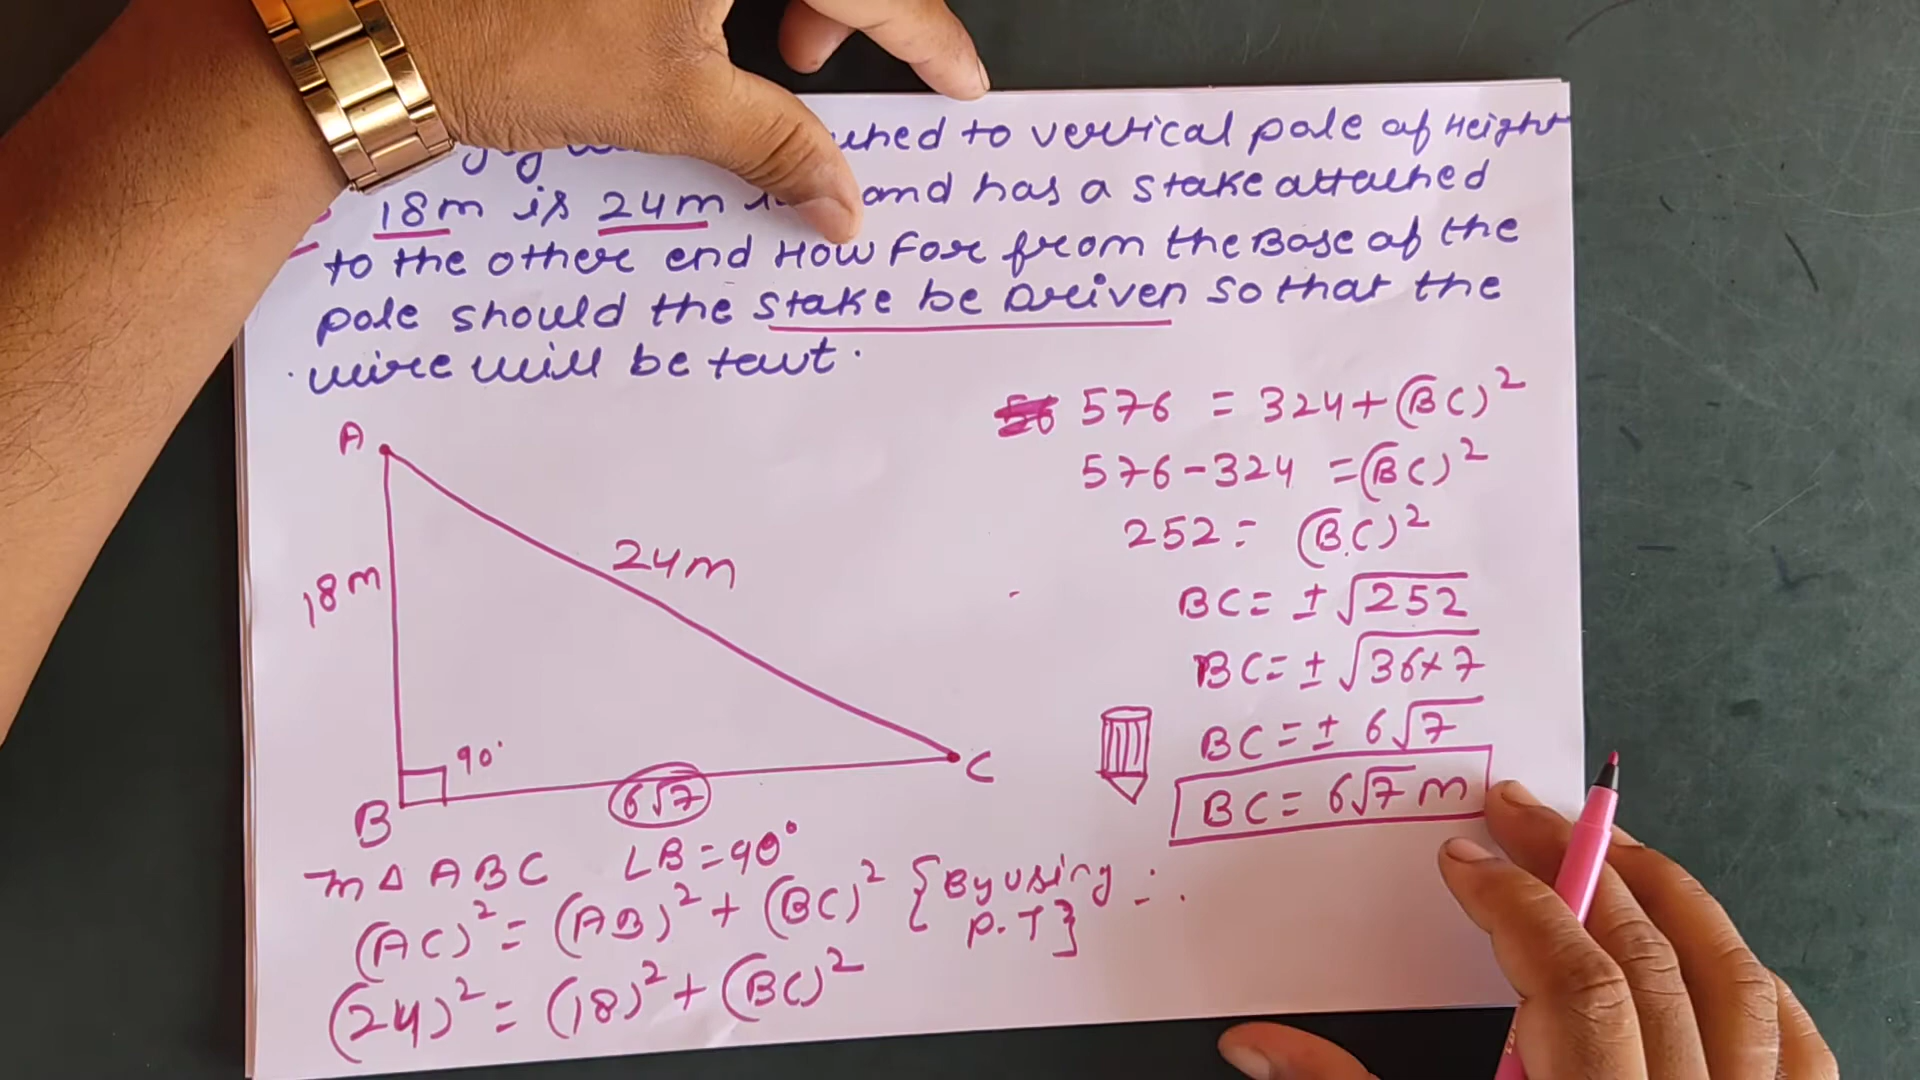 to vertical pole of Height
18m is 24m and has a stake attached
to the other end How far from the Base of the
pole should the stake be Driven so that the
wire will be taut.
A
18m
24m
90°
B
C
6√7
In Δ ABC ∠B = 90°
(AC)² = (AB)² + (BC)² {By using
P.T}
(24)² = (18)² + (BC)²
576 = 324 + (BC)²
576 - 324 = (BC)²
252 = (BC)²
BC = ± √252
BC = ± √36×7
BC = ± 6√7
BC = 6√7 m